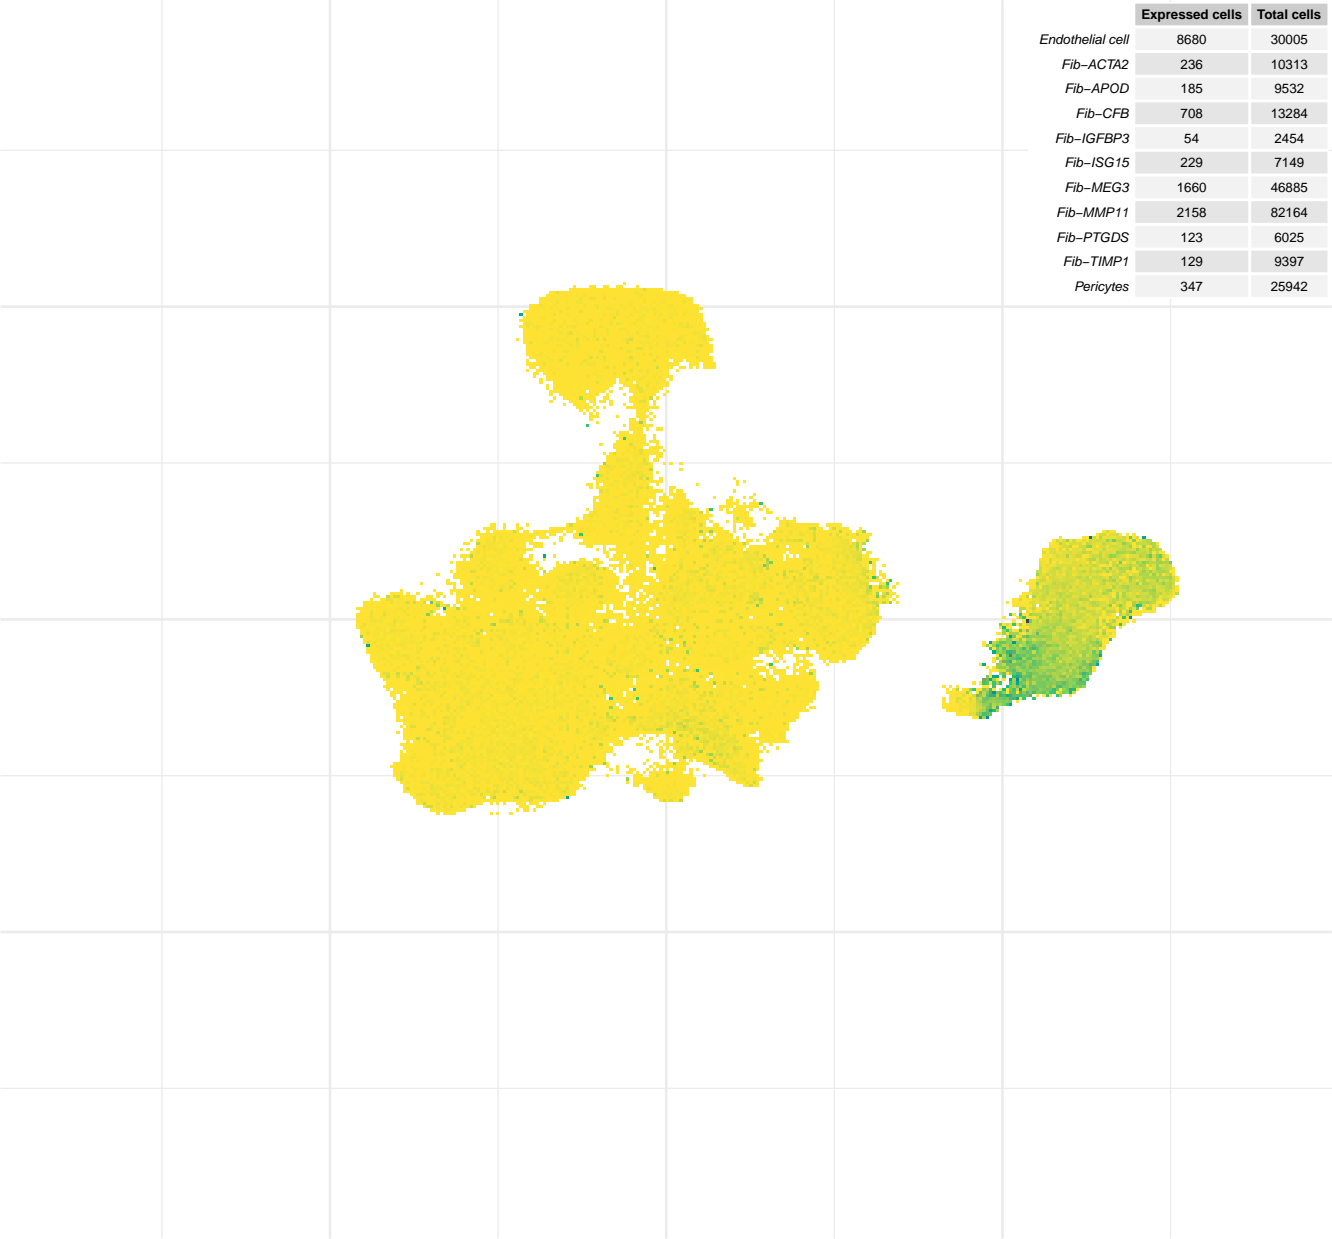 Expressed cells Total cells
Endothelial cell 8680 30005
Fib−ACTA2 236 10313
Fib−APOD 185 9532
Fib−CFB 708 13284
Fib−IGFBP3 54 2454
Fib−ISG15 229 7149
Fib−MEG3 1660 46885
Fib−MMP11 2158 82164
Fib−PTGDS 123 6025
Fib−TIMP1 129 9397
Pericytes 347 25942